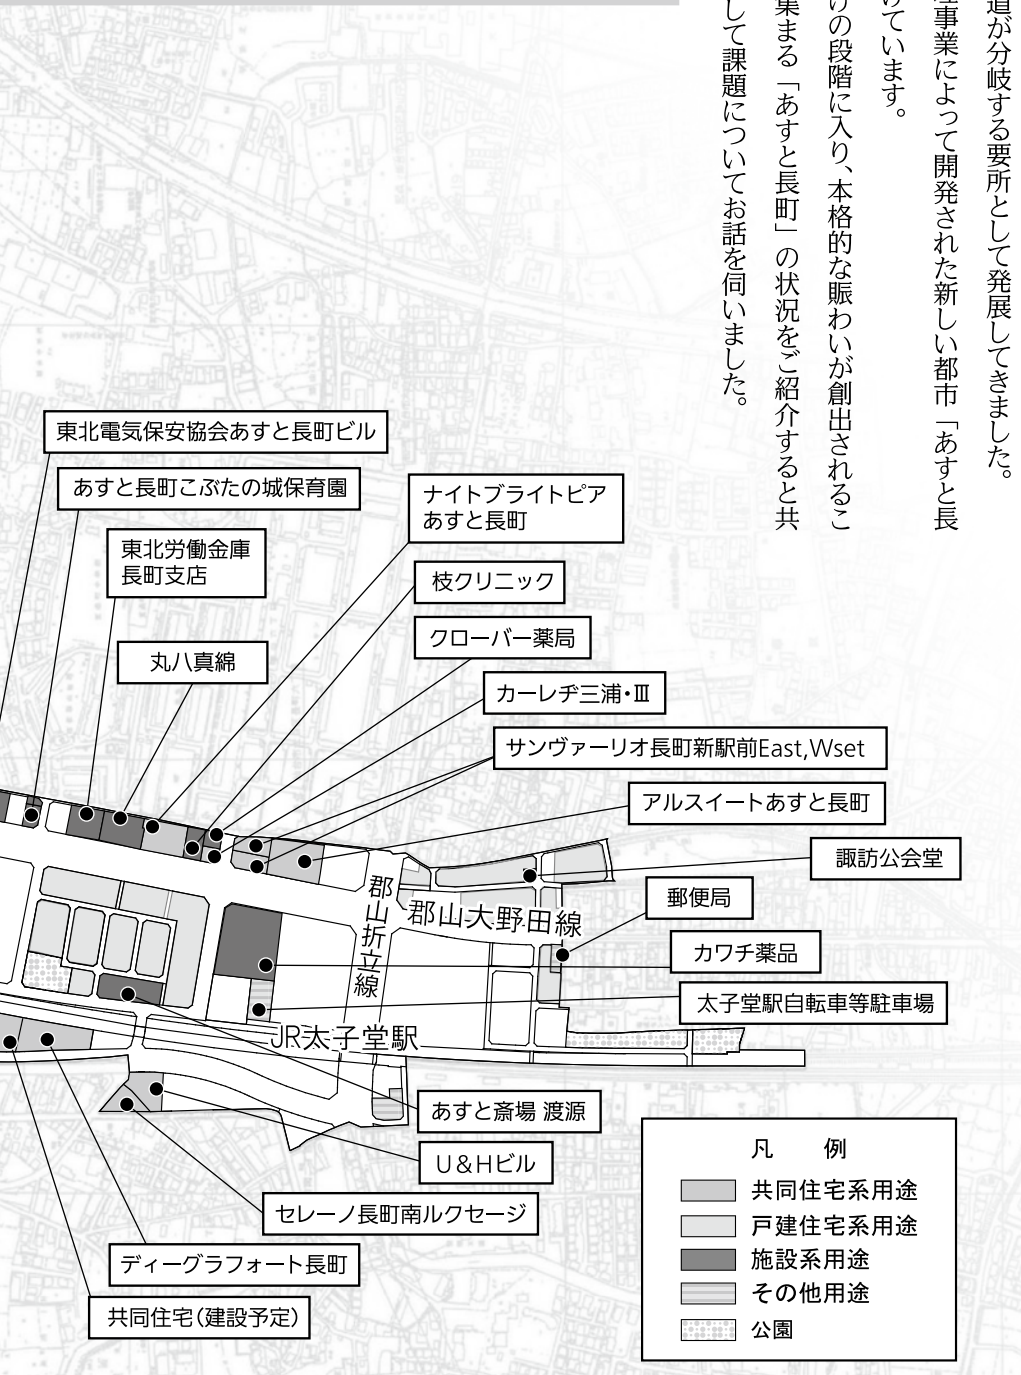 道が分岐する要所として発展してきました。
理事業によって開発された新しい都市「あすと長
けています。
けの段階に入り、本格的な賑わいが創出されるこ
集まる「あすと長町」の状況をご紹介すると共
して課題についてお話を伺いました。
東北電気保安協会あすと長町ビル
あすと長町こぶたの城保育園
東北労働金庫
長町支店
丸八真綿
ナイトブライトピア
あすと長町
枝クリニック
クローバー薬局
カーレヂ三浦・Ⅲ
サンヴァーリオ長町新駅前East,Wset
アルスイートあすと長町
諏訪公会堂
郵便局
カワチ薬品
太子堂駅自転車等駐車場
郡山折立線
郡山大野田線
JR太子堂駅
あすと斎場 渡源
U&Hビル
セレーノ長町南ルクセージ
ディーグラフォート長町
共同住宅(建設予定)
凡 例
共同住宅系用途
戸建住宅系用途
施設系用途
その他用途
公園